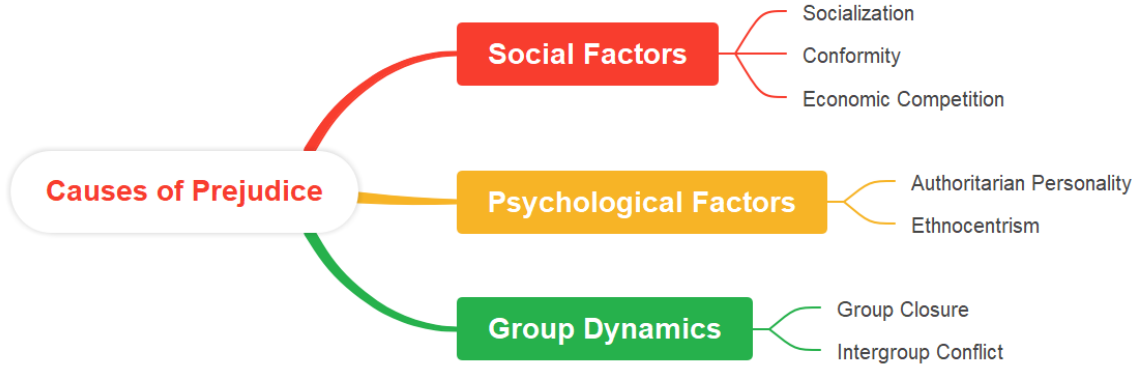 Causes of Prejudice
Social Factors
Socialization
Conformity
Economic Competition
Psychological Factors
Authoritarian Personality
Ethnocentrism
Group Dynamics
Group Closure
Intergroup Conflict